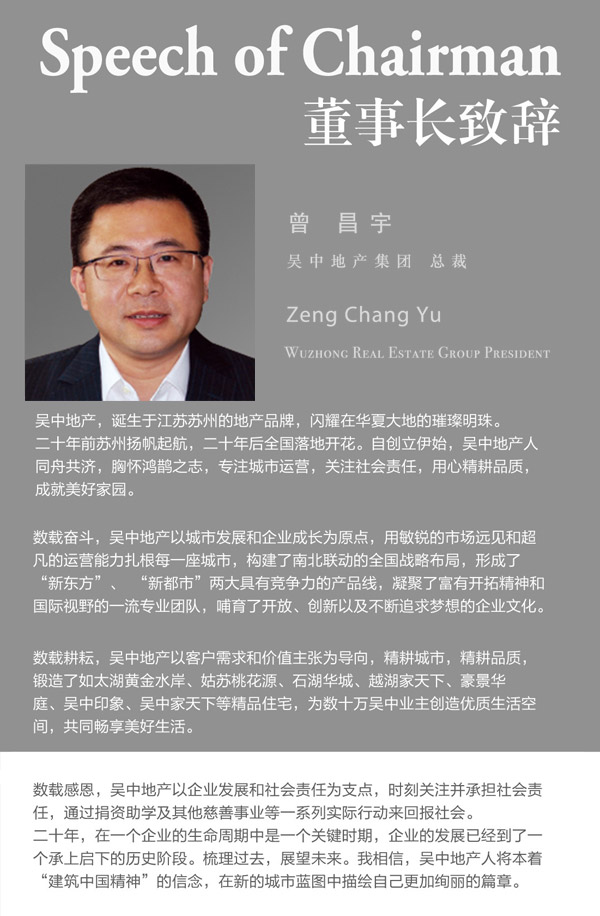 Speech of Chairman
董事长致辞
曾 昌 宇
吴中地产集团 总裁
Zeng Chang Yu
Wuzhong Real Estate Group President
吴中地产，诞生于江苏苏州的地产品牌，闪耀在华夏大地的璀璨明珠。
二十年前苏州扬帆起航，二十年后全国落地开花。自创立伊始，吴中地产人
同舟共济，胸怀鸿鹄之志，专注城市运营，关注社会责任，用心精耕品质，
成就美好家园。
数载奋斗，吴中地产以城市发展和企业成长为原点，用敏锐的市场远见和超
凡的运营能力扎根每一座城市，构建了南北联动的全国战略布局，形成了
“新东方”、 “新都市”两大具有竞争力的产品线，凝聚了富有开拓精神和
国际视野的一流专业团队，哺育了开放、创新以及不断追求梦想的企业文化。
数载耕耘，吴中地产以客户需求和价值主张为导向，精耕城市，精耕品质，
锻造了如太湖黄金水岸、姑苏桃花源、石湖华城、越湖家天下、豪景华
庭、吴中印象、吴中家天下等精品住宅，为数十万吴中业主创造优质生活空
间，共同畅享美好生活。
数载感恩，吴中地产以企业发展和社会责任为支点，时刻关注并承担社会责
任，通过捐资助学及其他慈善事业等一系列实际行动来回报社会。
二十年，在一个企业的生命周期中是一个关键时期，企业的发展已经到了一
个承上启下的历史阶段。梳理过去，展望未来。我相信，吴中地产人将本着
“建筑中国精神”的信念，在新的城市蓝图中描绘自己更加绚丽的篇章。